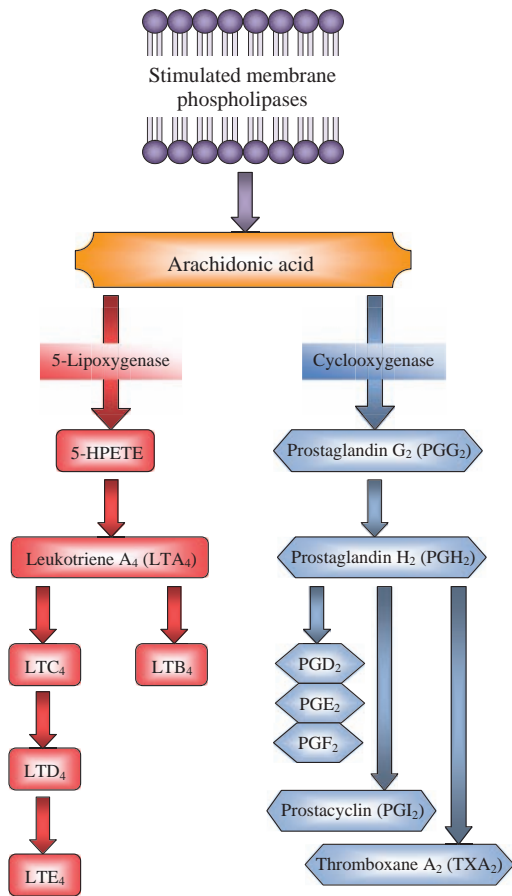 Stimulated membrane
phospholipases
Arachidonic acid
5-Lipoxygenase
Cyclooxygenase
5-HPETE
Prostaglandin G₂ (PGG₂)
Leukotriene A₄ (LTA₄)
Prostaglandin H₂ (PGH₂)
LTC₄
LTB₄
PGD₂
PGE₂
PGF₂
LTD₄
Prostacyclin (PGI₂)
LTE₄
Thromboxane A₂ (TXA₂)